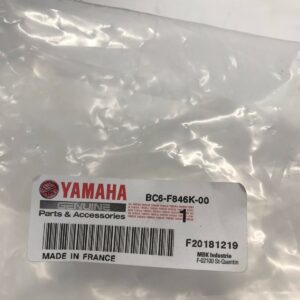 YAMAHA
GENUINE
Parts & Accessories
BC6-F846K-00
1
F20181219
MADE IN FRANCE
MBK Industrie
F-02100 St-Quentin